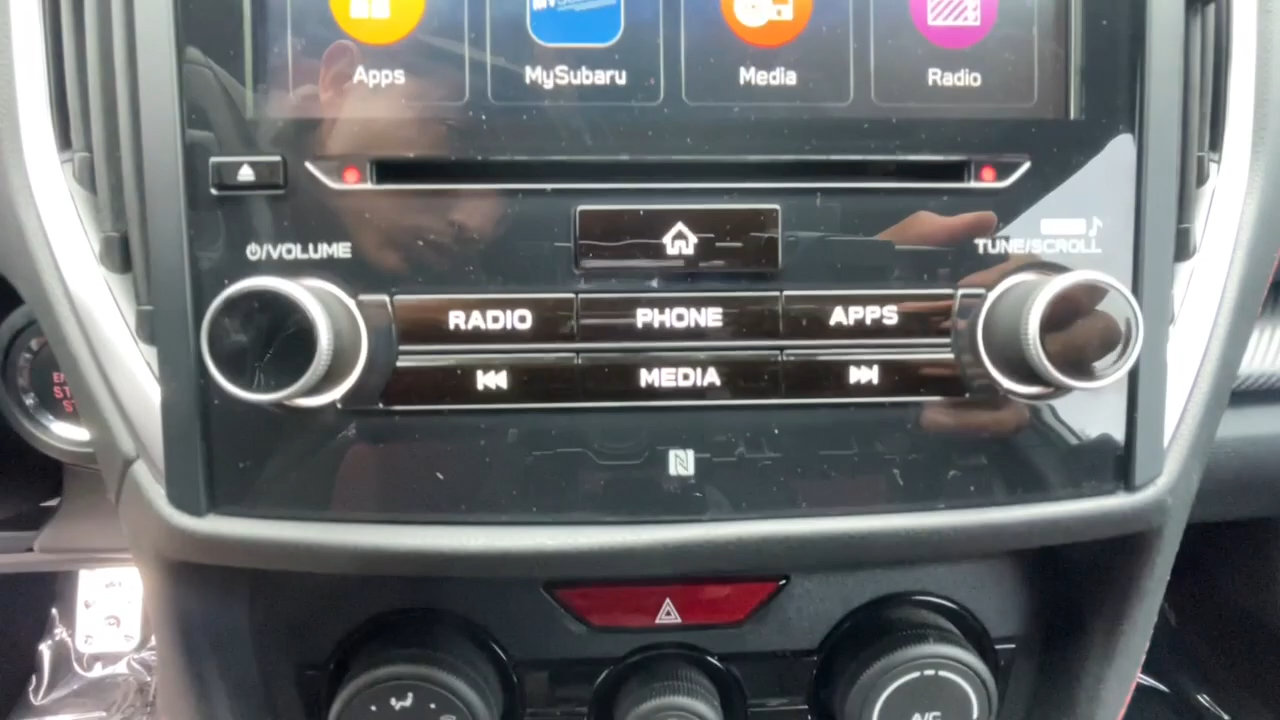 Apps
MySubaru
Media
Radio
⏻/VOLUME
TUNE/SCROLL
RADIO
PHONE
APPS
MEDIA
A/C